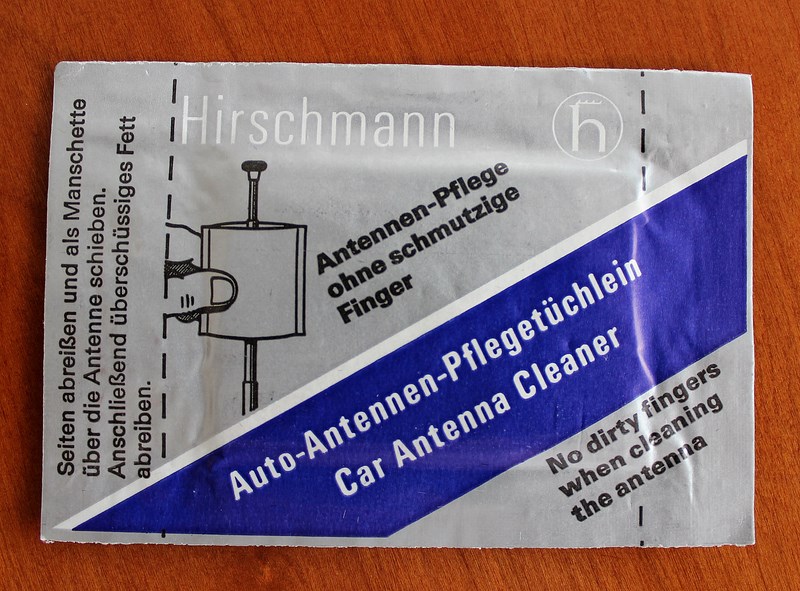 Hirschmann
h
Seiten abreißen und als Manschette
über die Antenne schieben.
Anschließend überschüssiges Fett
abreiben.
Antennen-Pflege
ohne schmutzige
Finger
Auto-Antennen-Pflegetüchlein
Car Antenna Cleaner
No dirty fingers
when cleaning
the antenna